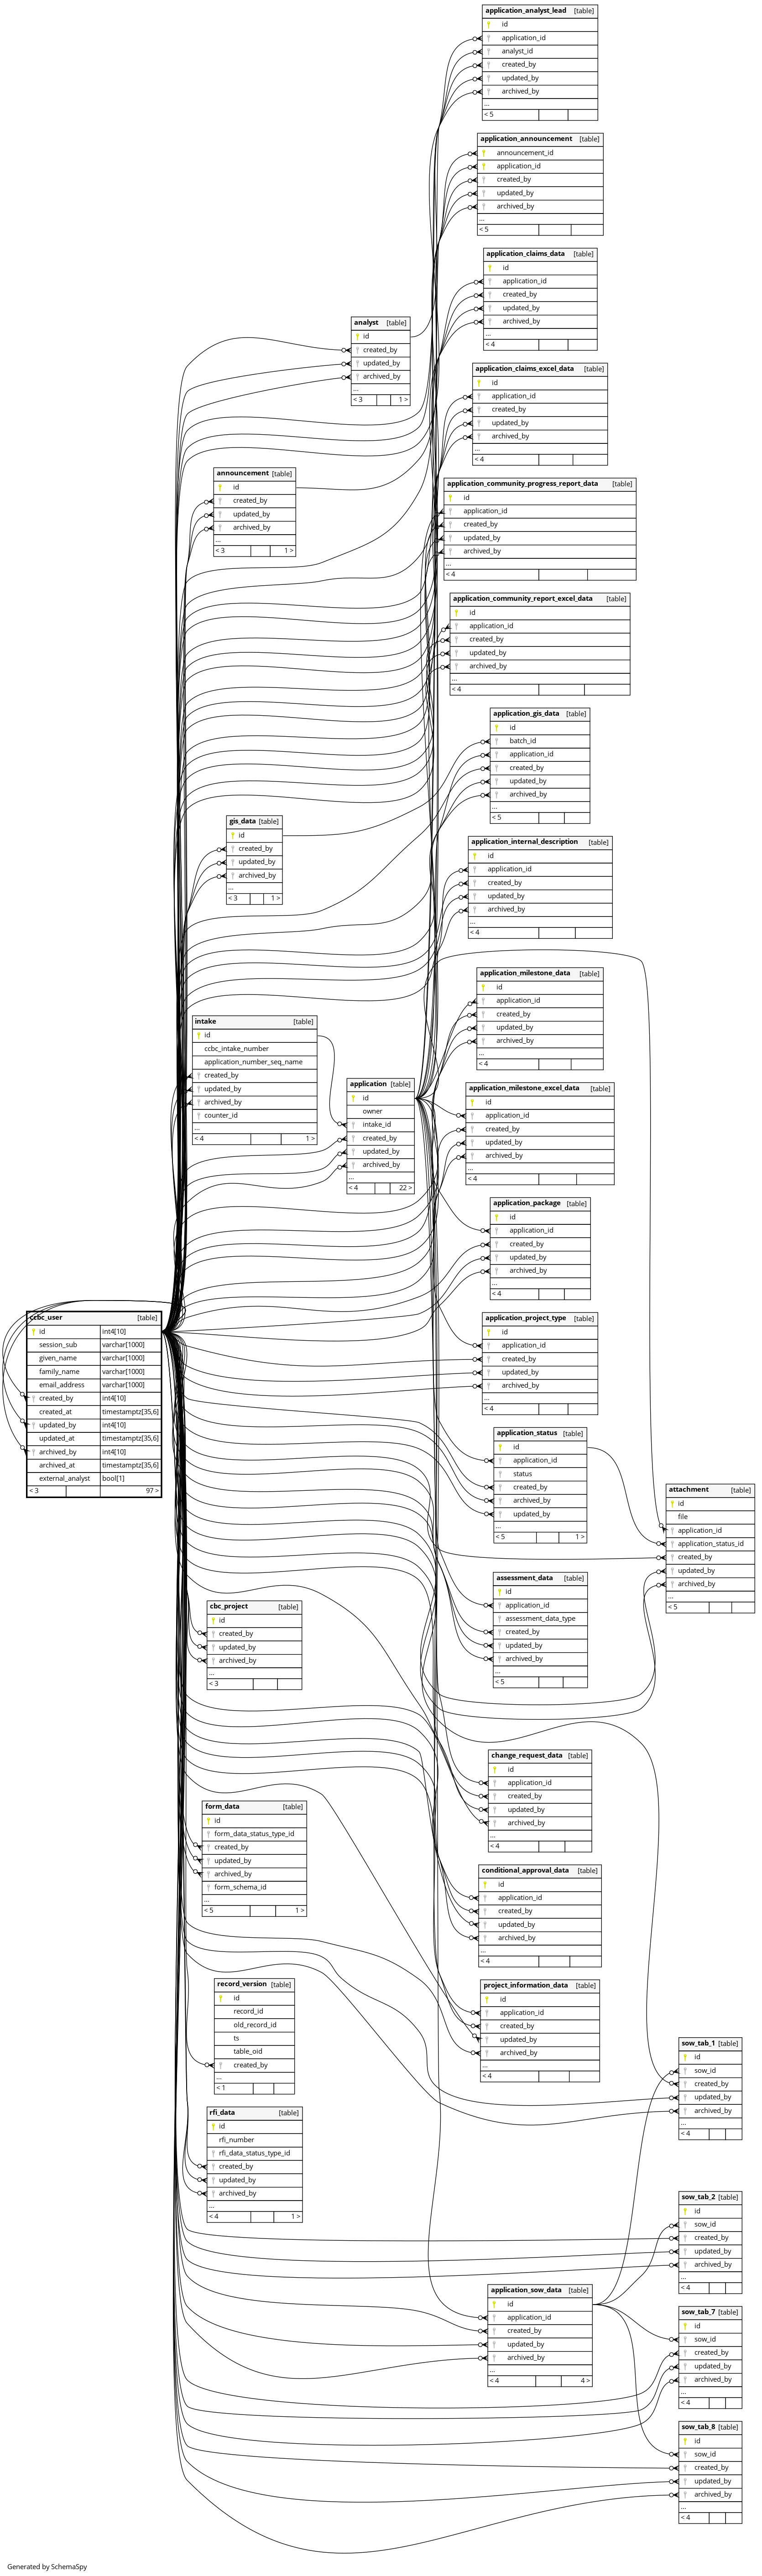 application_analyst_lead [table]
id
application_id
analyst_id
created_by
updated_by
archived_by
...
< 5
application_announcement [table]
announcement_id
application_id
created_by
updated_by
archived_by
...
< 5
application_claims_data [table]
id
application_id
created_by
updated_by
archived_by
...
< 4
analyst [table]
id
created_by
updated_by
archived_by
...
< 3 1 >
application_claims_excel_data [table]
id
application_id
created_by
updated_by
archived_by
...
< 4
announcement [table]
id
created_by
updated_by
archived_by
...
< 3 1 >
application_community_progress_report_data [table]
id
application_id
created_by
updated_by
archived_by
...
< 4
application_community_report_excel_data [table]
id
application_id
created_by
updated_by
archived_by
...
< 4
application_gis_data [table]
id
batch_id
application_id
created_by
updated_by
archived_by
...
< 5
gis_data [table]
id
created_by
updated_by
archived_by
...
< 3 1 >
application_internal_description [table]
id
application_id
created_by
updated_by
archived_by
...
< 4
application_milestone_data [table]
id
application_id
created_by
updated_by
archived_by
...
< 4
intake [table]
id
ccbc_intake_number
application_number_seq_name
created_by
updated_by
archived_by
counter_id
...
< 4 1 >
application [table]
id
owner
intake_id
created_by
updated_by
archived_by
...
< 4 22 >
application_milestone_excel_data [table]
id
application_id
created_by
updated_by
archived_by
...
< 4
application_package [table]
id
application_id
created_by
updated_by
archived_by
...
< 4
ccbc_user [table]
id int4[10]
session_sub varchar[1000]
given_name varchar[1000]
family_name varchar[1000]
email_address varchar[1000]
created_by int4[10]
created_at timestamptz[35,6]
updated_by int4[10]
updated_at timestamptz[35,6]
archived_by int4[10]
archived_at timestamptz[35,6]
external_analyst bool[1]
< 3 97 >
application_project_type [table]
id
application_id
created_by
updated_by
archived_by
...
< 4
application_status [table]
id
application_id
status
created_by
archived_by
updated_by
...
< 5 1 >
attachment [table]
id
file
application_id
application_status_id
created_by
updated_by
archived_by
...
< 5
assessment_data [table]
id
application_id
assessment_data_type
created_by
updated_by
archived_by
...
< 5
cbc_project [table]
id
created_by
updated_by
archived_by
...
< 3
change_request_data [table]
id
application_id
created_by
updated_by
archived_by
...
< 4
form_data [table]
id
form_data_status_type_id
created_by
updated_by
archived_by
form_schema_id
...
< 5 1 >
conditional_approval_data [table]
id
application_id
created_by
updated_by
archived_by
...
< 4
record_version [table]
id
record_id
old_record_id
ts
table_oid
created_by
...
< 1
project_information_data [table]
id
application_id
created_by
updated_by
archived_by
...
< 4
sow_tab_1 [table]
id
sow_id
created_by
updated_by
archived_by
...
< 4
rfi_data [table]
id
rfi_number
rfi_data_status_type_id
created_by
updated_by
archived_by
...
< 4 1 >
sow_tab_2 [table]
id
sow_id
created_by
updated_by
archived_by
...
< 4
application_sow_data [table]
id
application_id
created_by
updated_by
archived_by
...
< 4 4 >
sow_tab_7 [table]
id
sow_id
created_by
updated_by
archived_by
...
< 4
sow_tab_8 [table]
id
sow_id
created_by
updated_by
archived_by
...
< 4
Generated by SchemaSpy